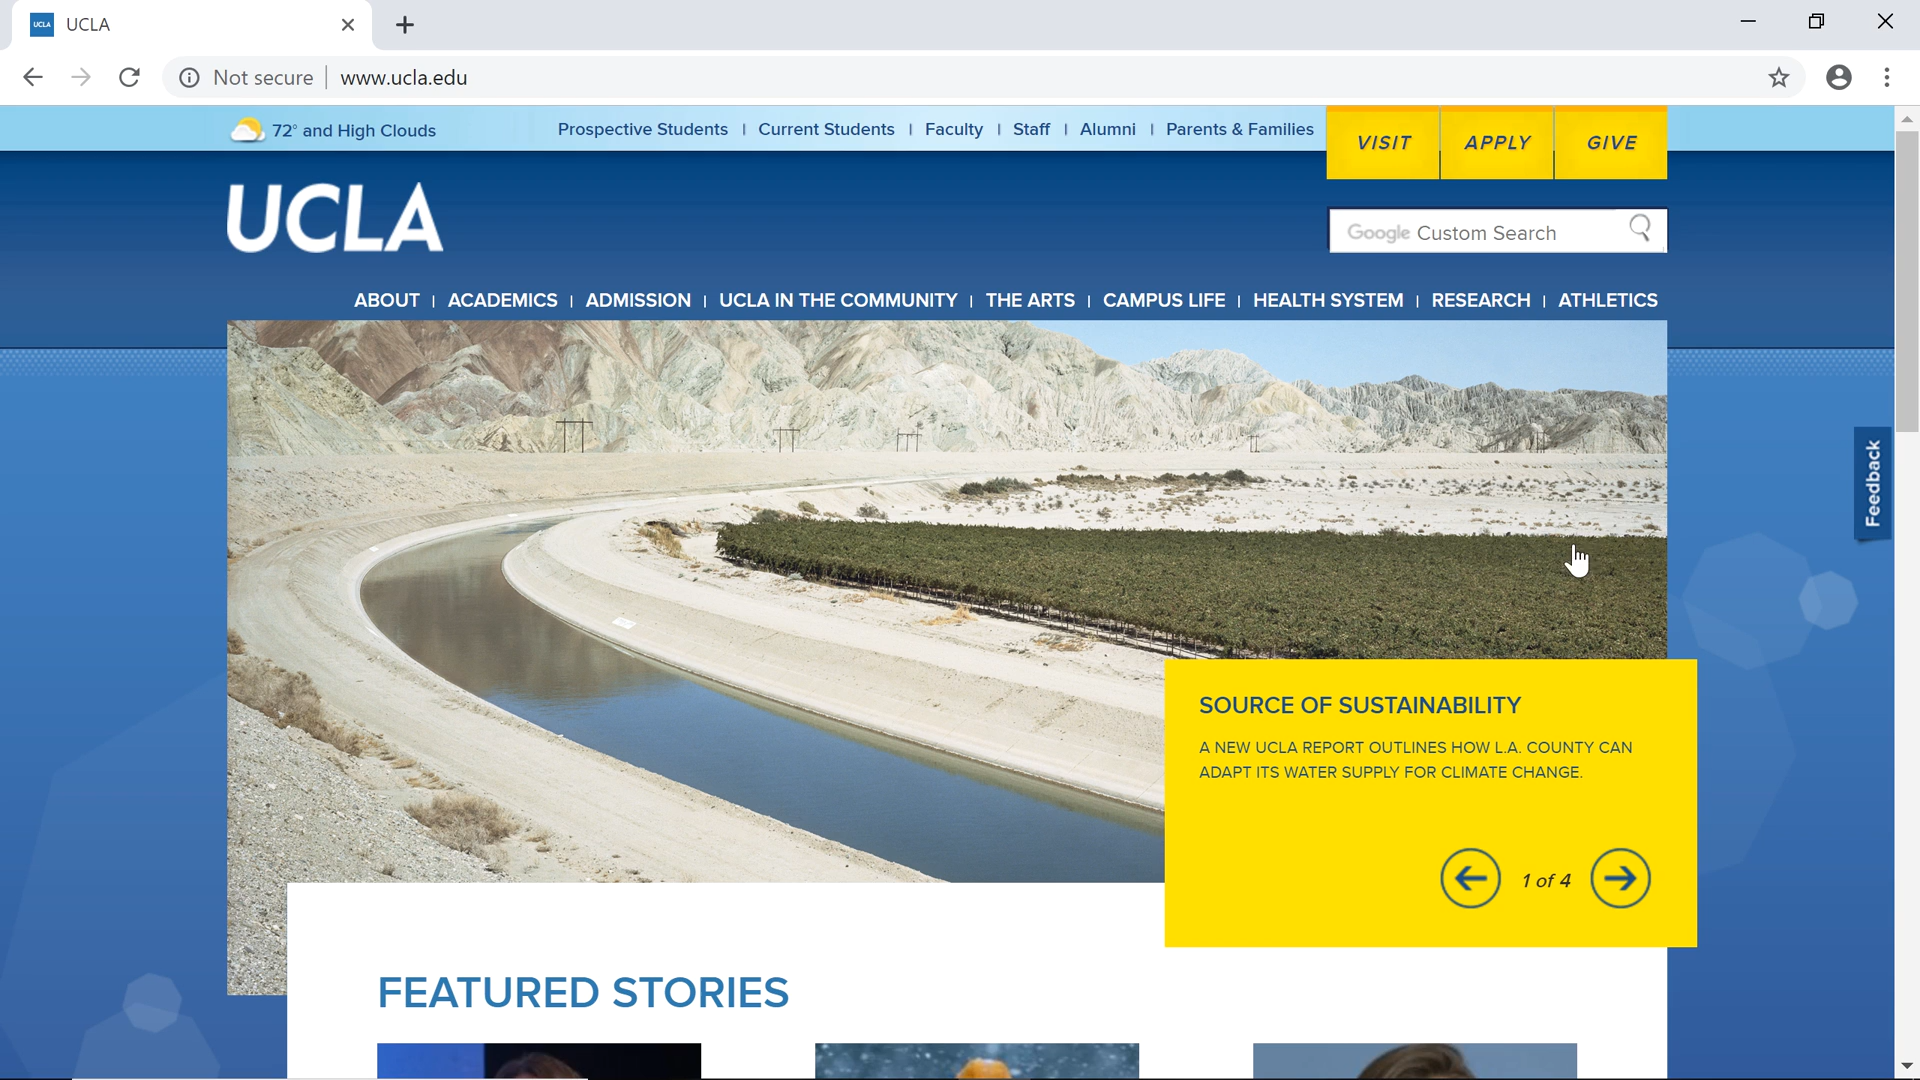 UCLA
UCLA
Not secure
www.ucla.edu
72° and High Clouds
Prospective Students | Current Students | Faculty | Staff | Alumni | Parents & Families
VISIT
APPLY
GIVE
UCLA
Google Custom Search
ABOUT | ACADEMICS | ADMISSION | UCLA IN THE COMMUNITY | THE ARTS | CAMPUS LIFE | HEALTH SYSTEM | RESEARCH | ATHLETICS
Feedback
SOURCE OF SUSTAINABILITY
A NEW UCLA REPORT OUTLINES HOW L.A. COUNTY CAN
ADAPT ITS WATER SUPPLY FOR CLIMATE CHANGE.
1 of 4
FEATURED STORIES